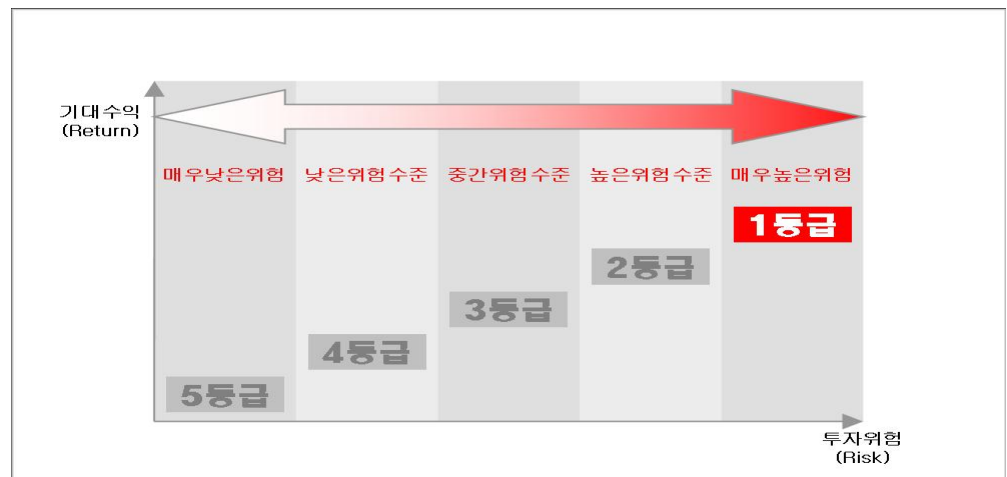 기대수익
(Return)
매우낮은위험 낮은위험수준 중간위험수준 높은위험수준 매우높은위험
1등급
2등급
3등급
4등급
5등급
투자위험
(Risk)